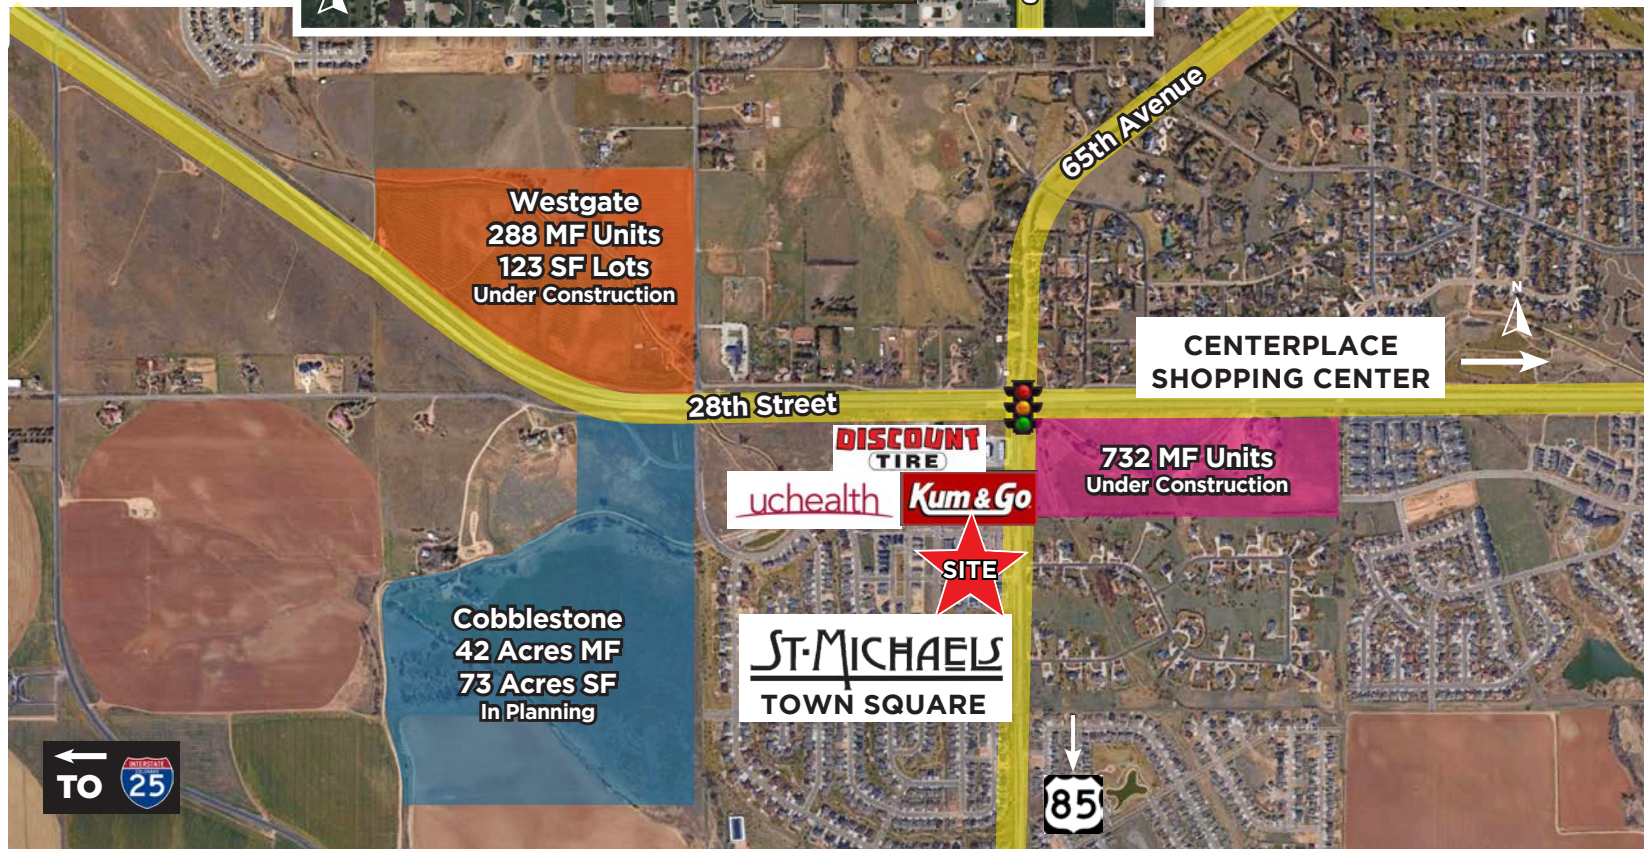 65th Avenue
Westgate
288 MF Units
123 SF Lots
Under Construction
N
CENTERPLACE
SHOPPING CENTER
28th Street
DISCOUNT
TIRE
uchealth
Kum & Go
732 MF Units
Under Construction
SITE
Cobblestone
42 Acres MF
73 Acres SF
In Planning
ST. MICHAELS
TOWN SQUARE
TO
INTERSTATE
COLORADO
25
85